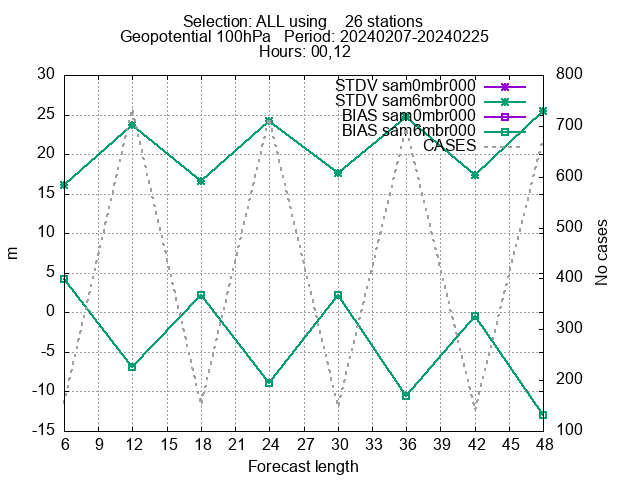 Selection: ALL using    26 stations
Geopotential 100hPa   Period: 20240207-20240225
Hours: 00,12
30 800
STDV sam0mbr000
STDV sam6mbr000
25 700
BIAS sam0mbr000
BIAS sam6mbr000
CASES
20 600
15 500
10
m
No cases
5 400
0 300
-5
-10 200
-15 100
6 9 12 15 18 21 24 27 30 33 36 39 42 45 48
Forecast length